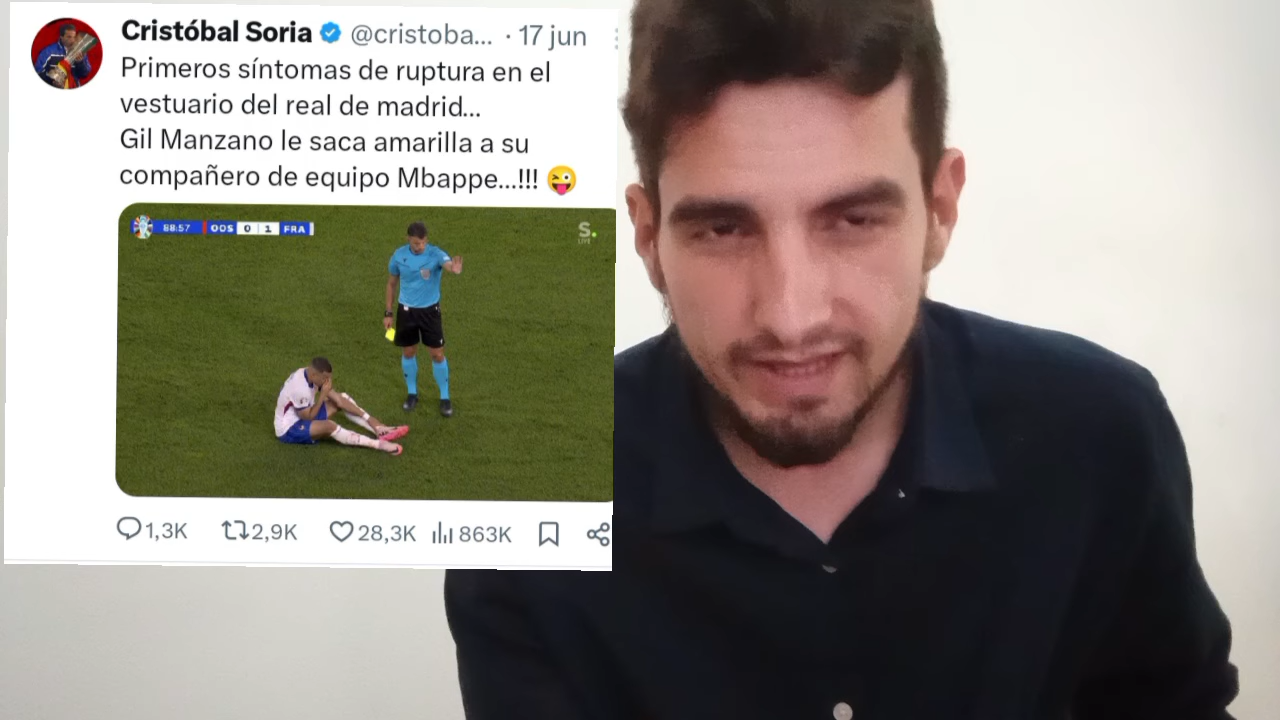 Cristóbal Soria @cristoba... · 17 jun
Primeros síntomas de ruptura en el
vestuario del real de madrid...
Gil Manzano le saca amarilla a su
compañero de equipo Mbappe...!!! 😜
88:57 OOS 0 1 FRA
S.
LIVE
1,3K 2,9K 28,3K 863K